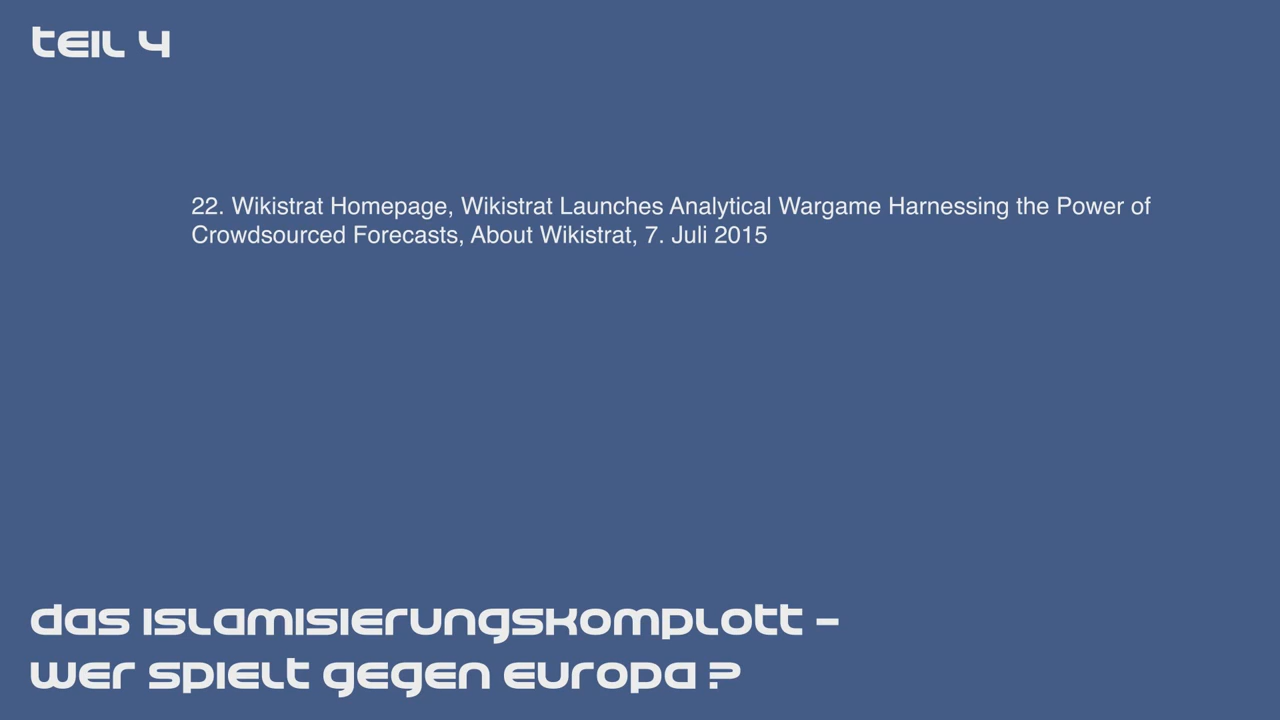 Teil 4
22. Wikistrat Homepage, Wikistrat Launches Analytical Wargame Harnessing the Power of
Crowdsourced Forecasts, About Wikistrat, 7. Juli 2015
Das Islamisierungskomplott –
Wer spielt gegen Europa ?